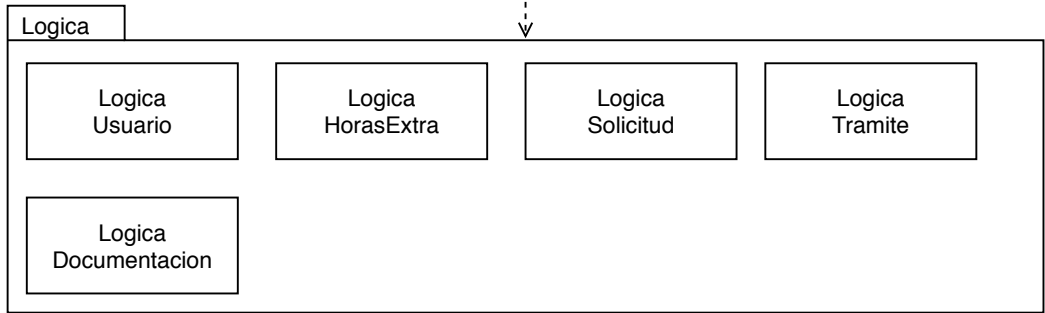 Logica
Logica
Usuario
Logica
HorasExtra
Logica
Solicitud
Logica
Tramite
Logica
Documentacion